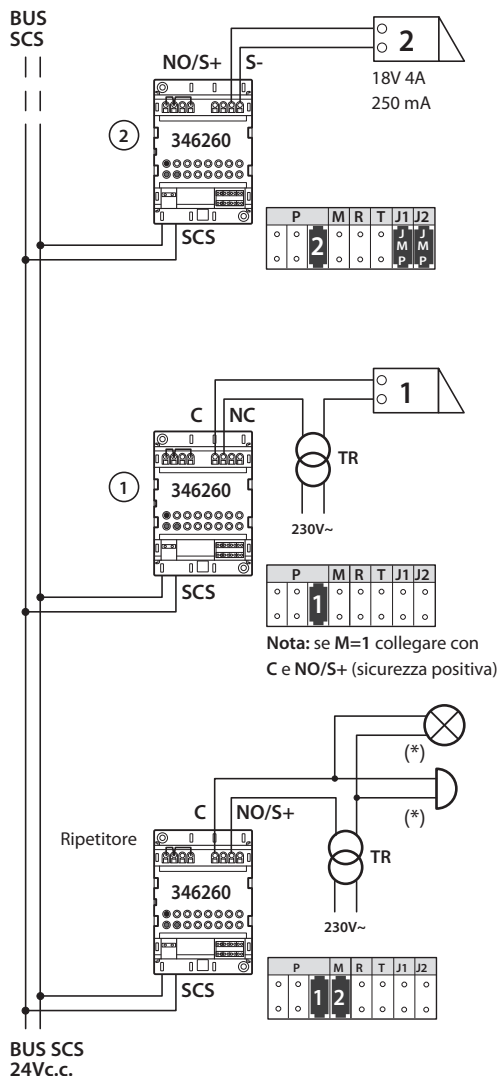 BUS
SCS
NO/S+ S-
2
18V 4A
250 mA
2
346260
SCS
P M R T J1 J2
2 JMP JMP
1
C NC
TR
1
346260
230V~
SCS
P M R T J1 J2
1
Nota: se M=1 collegare con
C e NO/S+ (sicurezza positiva)
(*)
(*)
C NO/S+
Ripetitore
TR
346260
230V~
SCS
P M R T J1 J2
1 2
BUS SCS
24Vc.c.